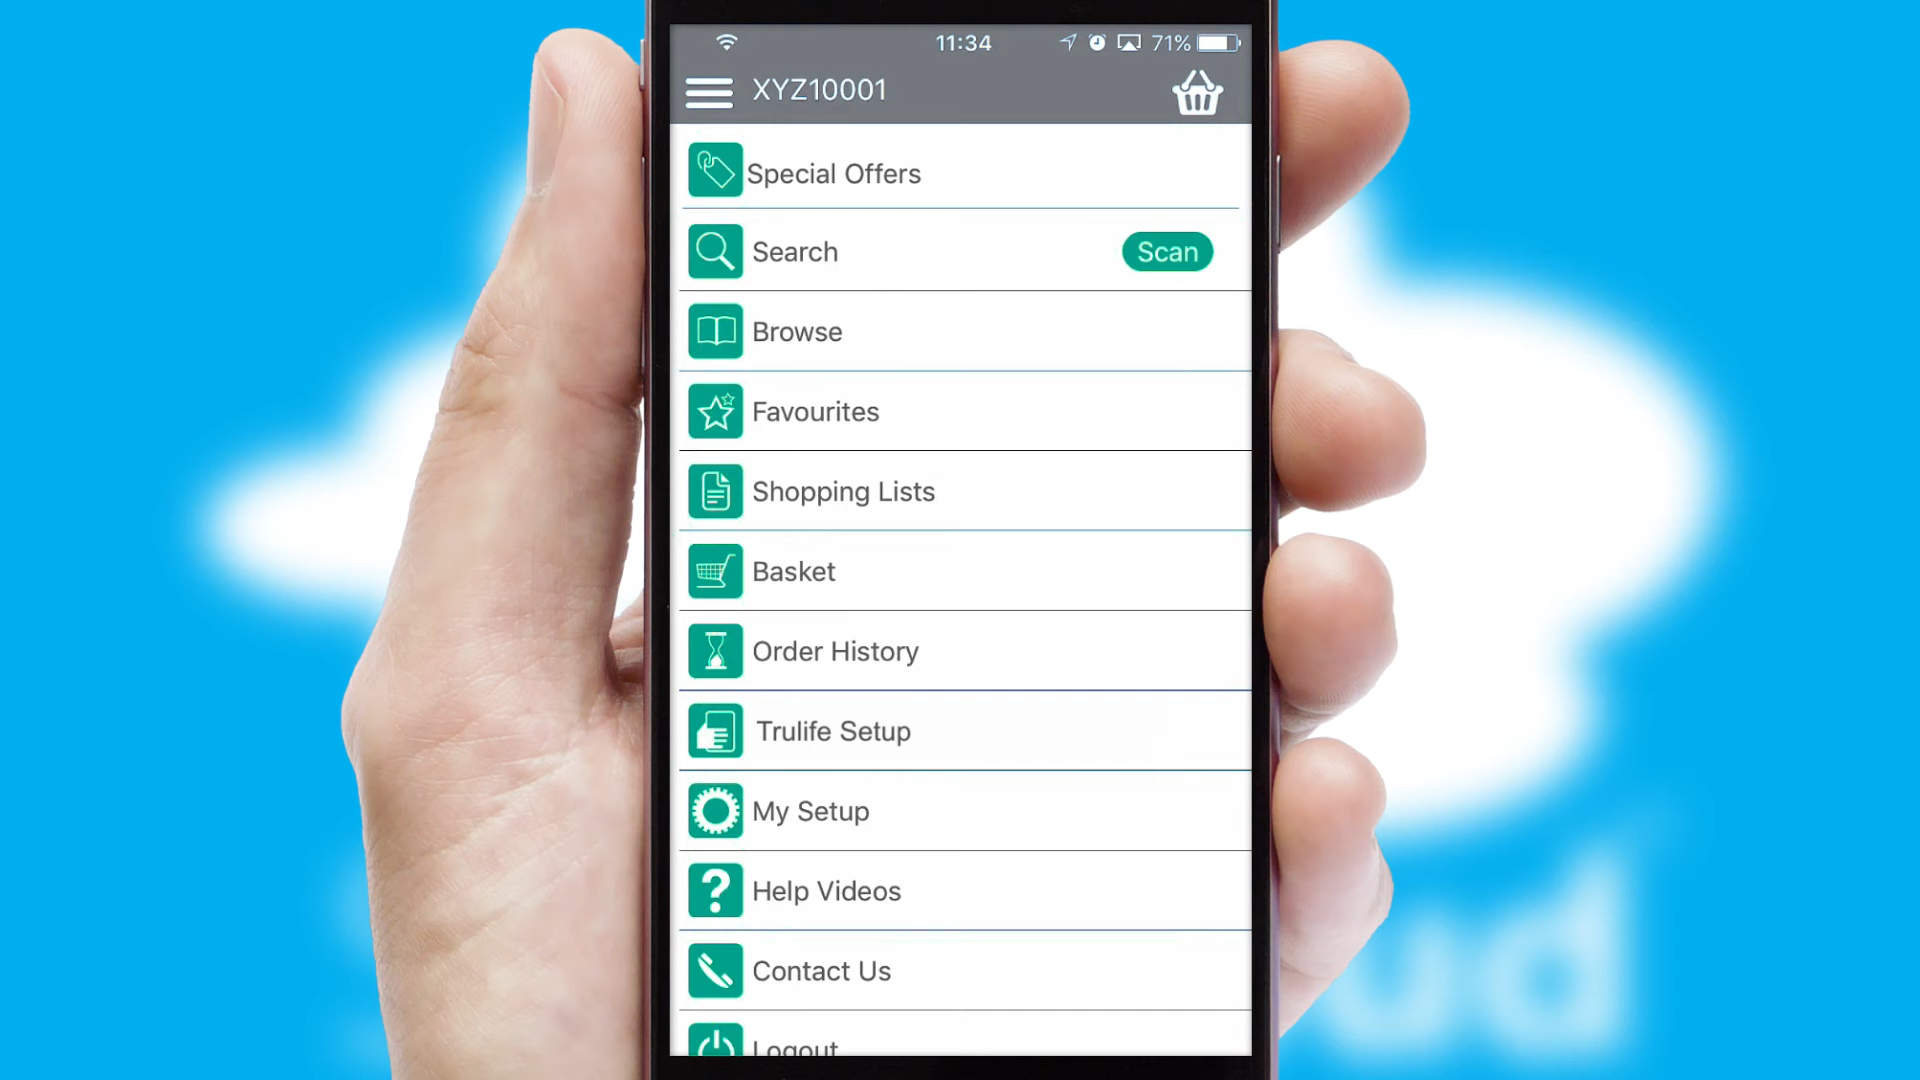 11:34 71%
XYZ10001
Special Offers
Search Scan
Browse
Favourites
Shopping Lists
Basket
Order History
Trulife Setup
My Setup
Help Videos
Contact Us
Logout
ud